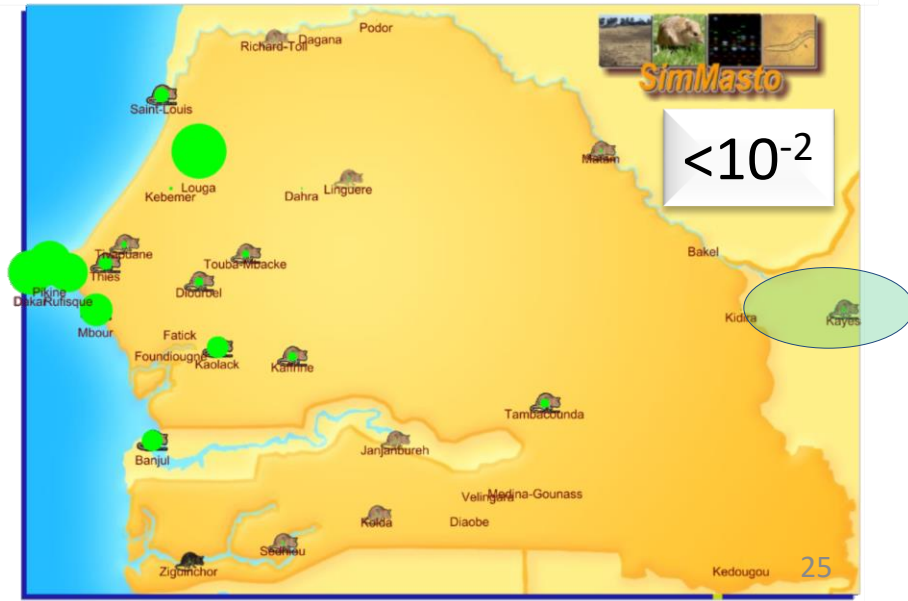 Podor
Dagana
Richard-Toll
SimMasto
Saint-Louis
<10-2
Matam
Louga
Kebemer
Dahra
Linguere
Tivaouane
Thies
Touba-Mbacke
Bakel
Diourbel
Pikine
Dakar
Rufisque
Mbour
Kidira
Kayes
Fatick
Foundiougne
Kaolack
Kaffrine
Tambacounda
Banjul
Janjanbureh
Velingara
Medina-Gounass
Kolda
Diaobe
Sedhiou
Ziguinchor
Kedougou
25